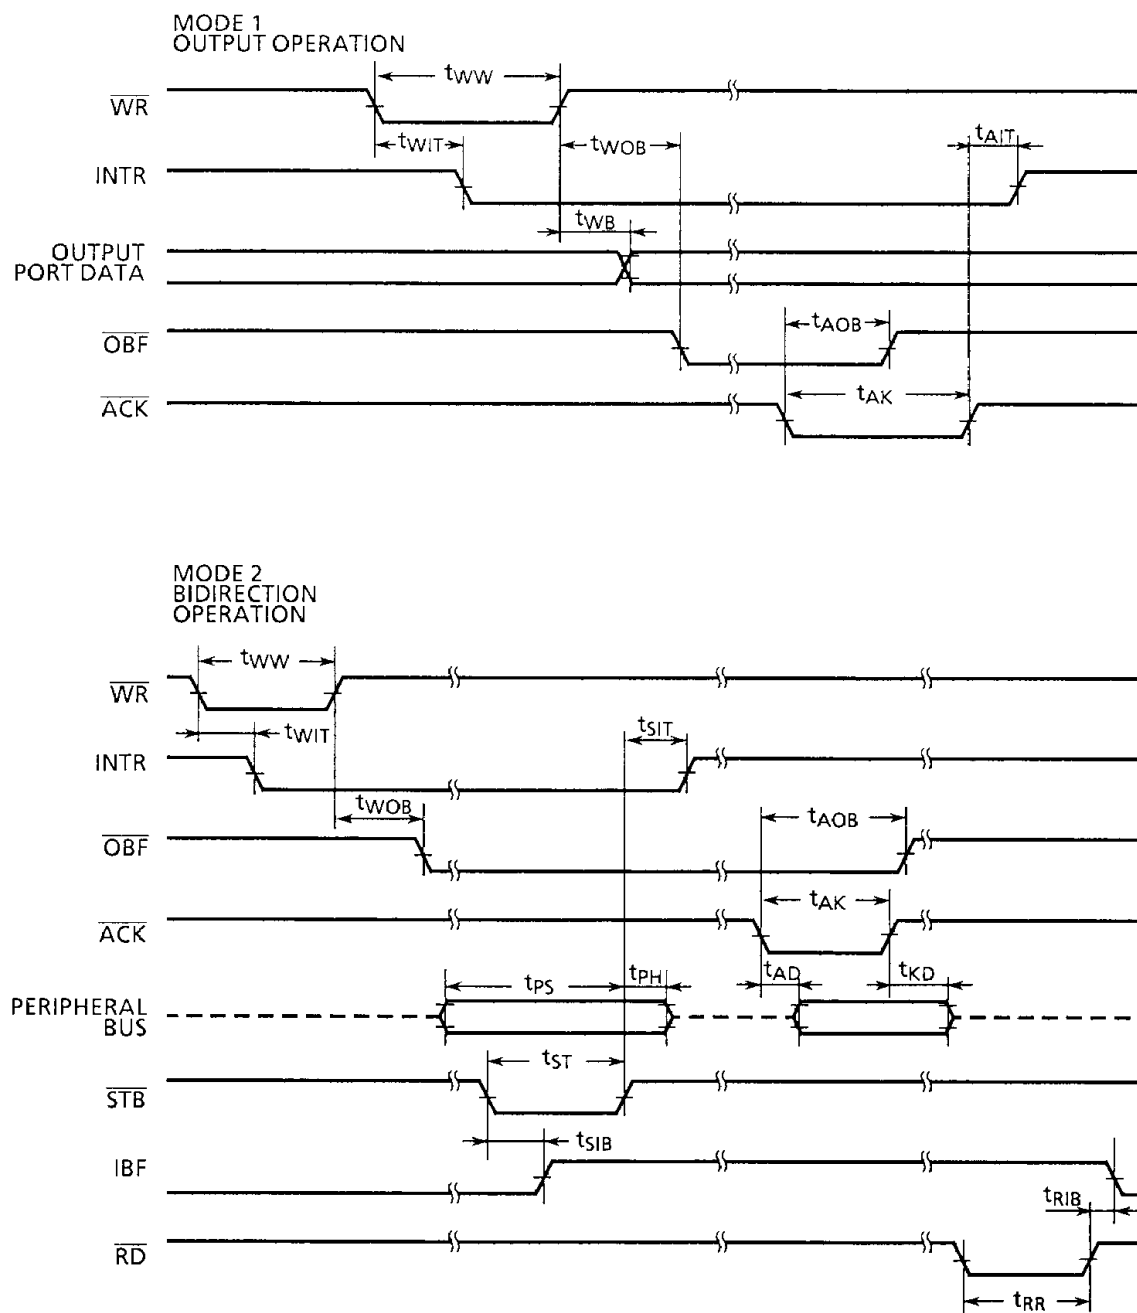 MODE 1
OUTPUT OPERATION
tWW
WR
tWIT
tWOB
tAIT
INTR
tWB
OUTPUT
PORT DATA
tAOB
OBF
tAK
ACK
MODE 2
BIDIRECTION
OPERATION
tWW
WR
tWIT
tSIT
INTR
tWOB
tAOB
OBF
tAK
ACK
tPS
tPH
tAD
tKD
PERIPHERAL
BUS
tST
STB
tSIB
IBF
tRIB
RD
tRR